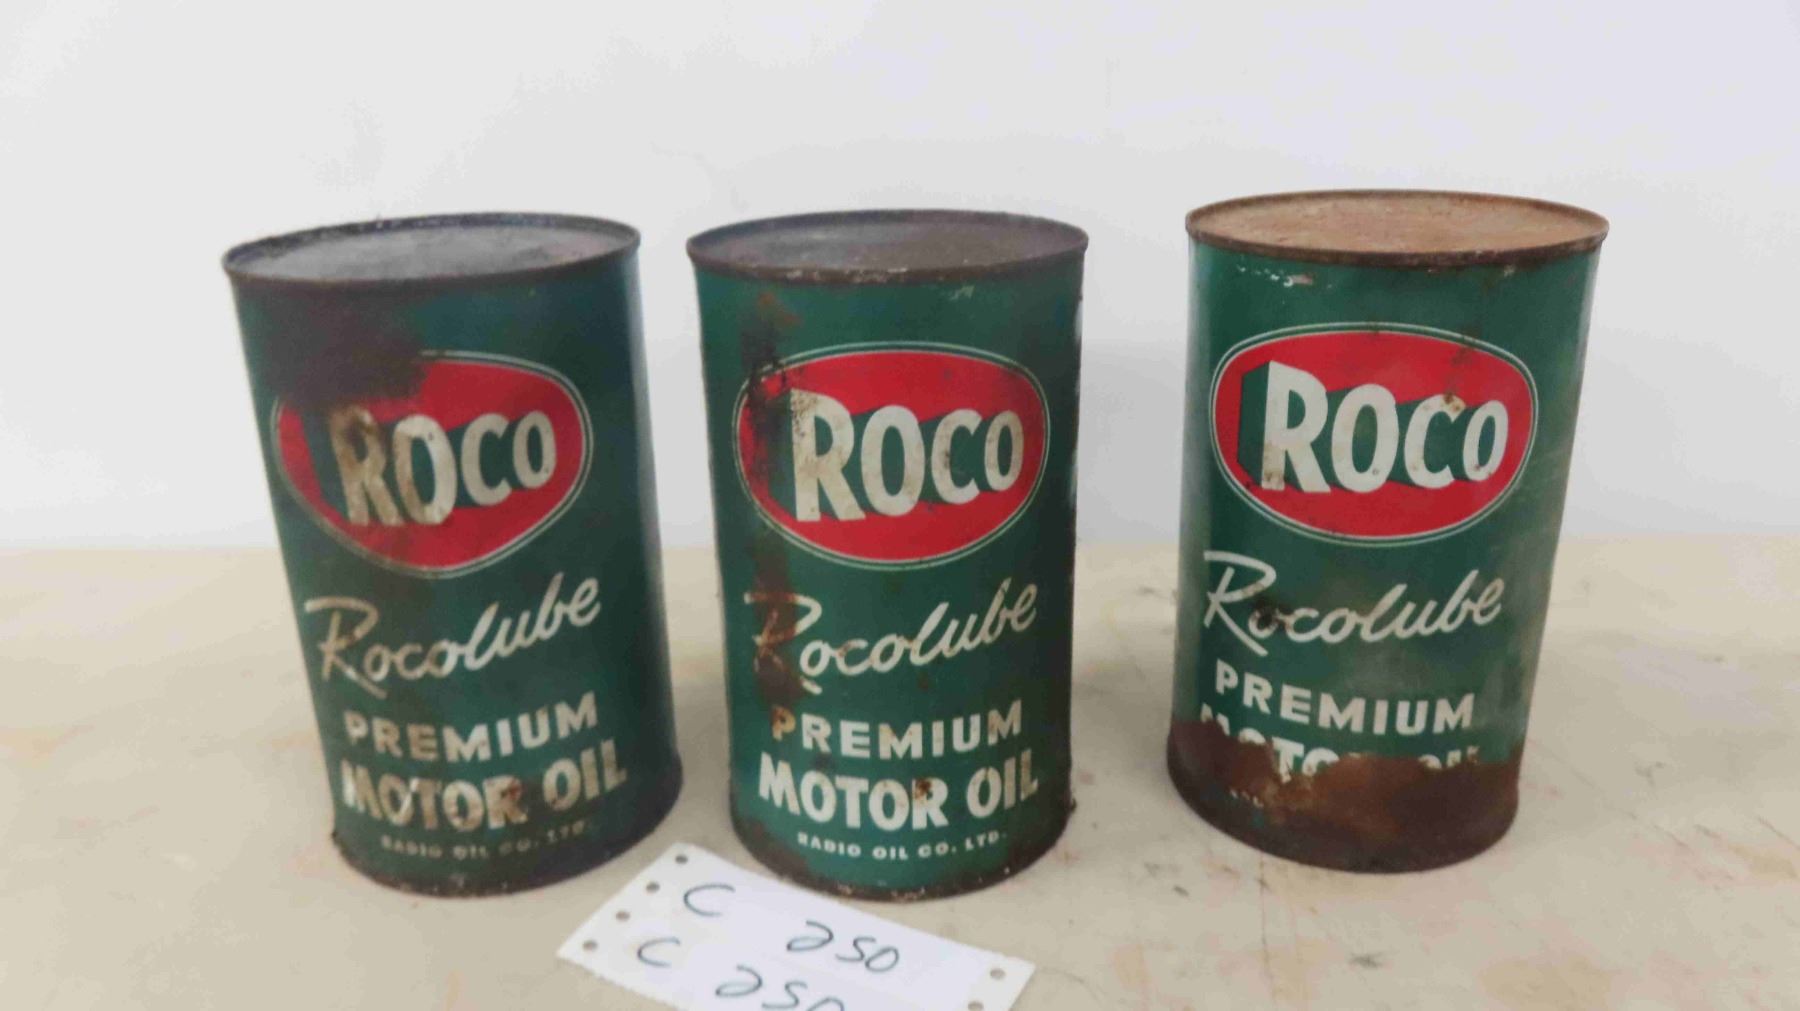 ROCO
Rocolube
PREMIUM
MOTOR OIL
RADIO OIL CO. LTD.
ROCO
Rocolube
PREMIUM
MOTOR OIL
RADIO OIL CO. LTD.
ROCO
Rocolube
PREMIUM
C 250
C 250